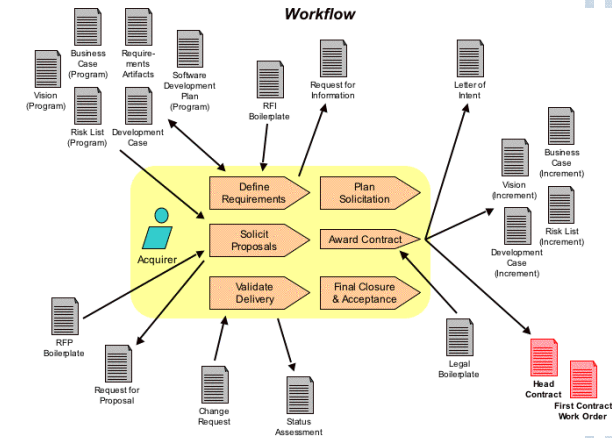 Workflow
Business
Case
(Program)
Require-
ments
Artifacts
Software
Development
Plan
(Program)
Vision
(Program)
Risk List
(Program)
Development
Case
RFI
Boilerplate
Request for
Information
Letter of
Intent
Business
Case
(Increment)
Vision
(Increment)
Risk List
(Increment)
Development
Case
(Increment)
Define
Requirements
Plan
Solicitation
Solicit
Proposals
Award Contract
Acquirer
Validate
Delivery
Final Closure
& Acceptance
RFP
Boilerplate
Request for
Proposal
Change
Request
Status
Assessment
Legal
Boilerplate
Head
Contract
First Contract
Work Order